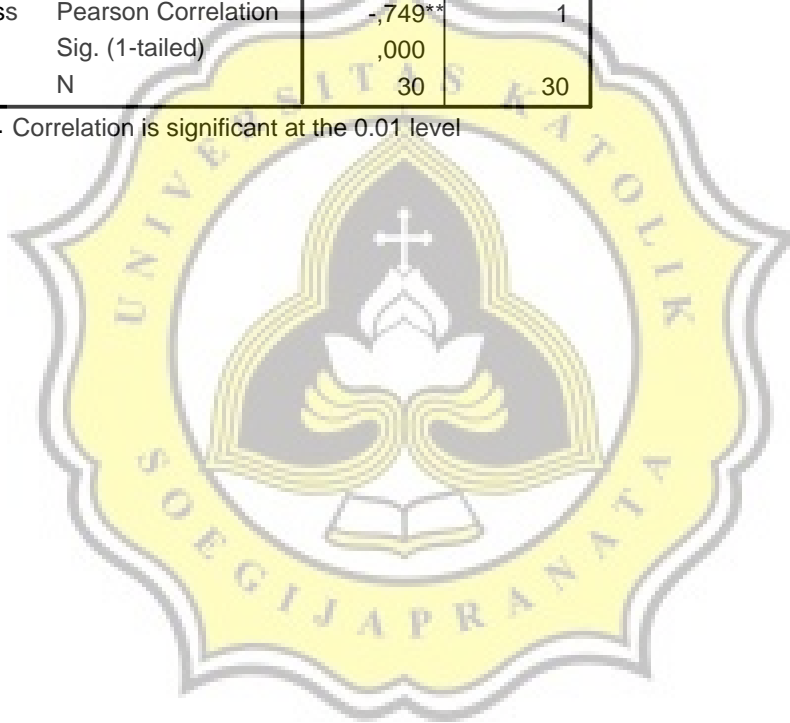 ss Pearson Correlation -,749** 1
Sig. (1-tailed) ,000
N 30 30
. Correlation is significant at the 0.01 level
UNIVERSITAS KATOLIK
SOEGIJAPRANATA